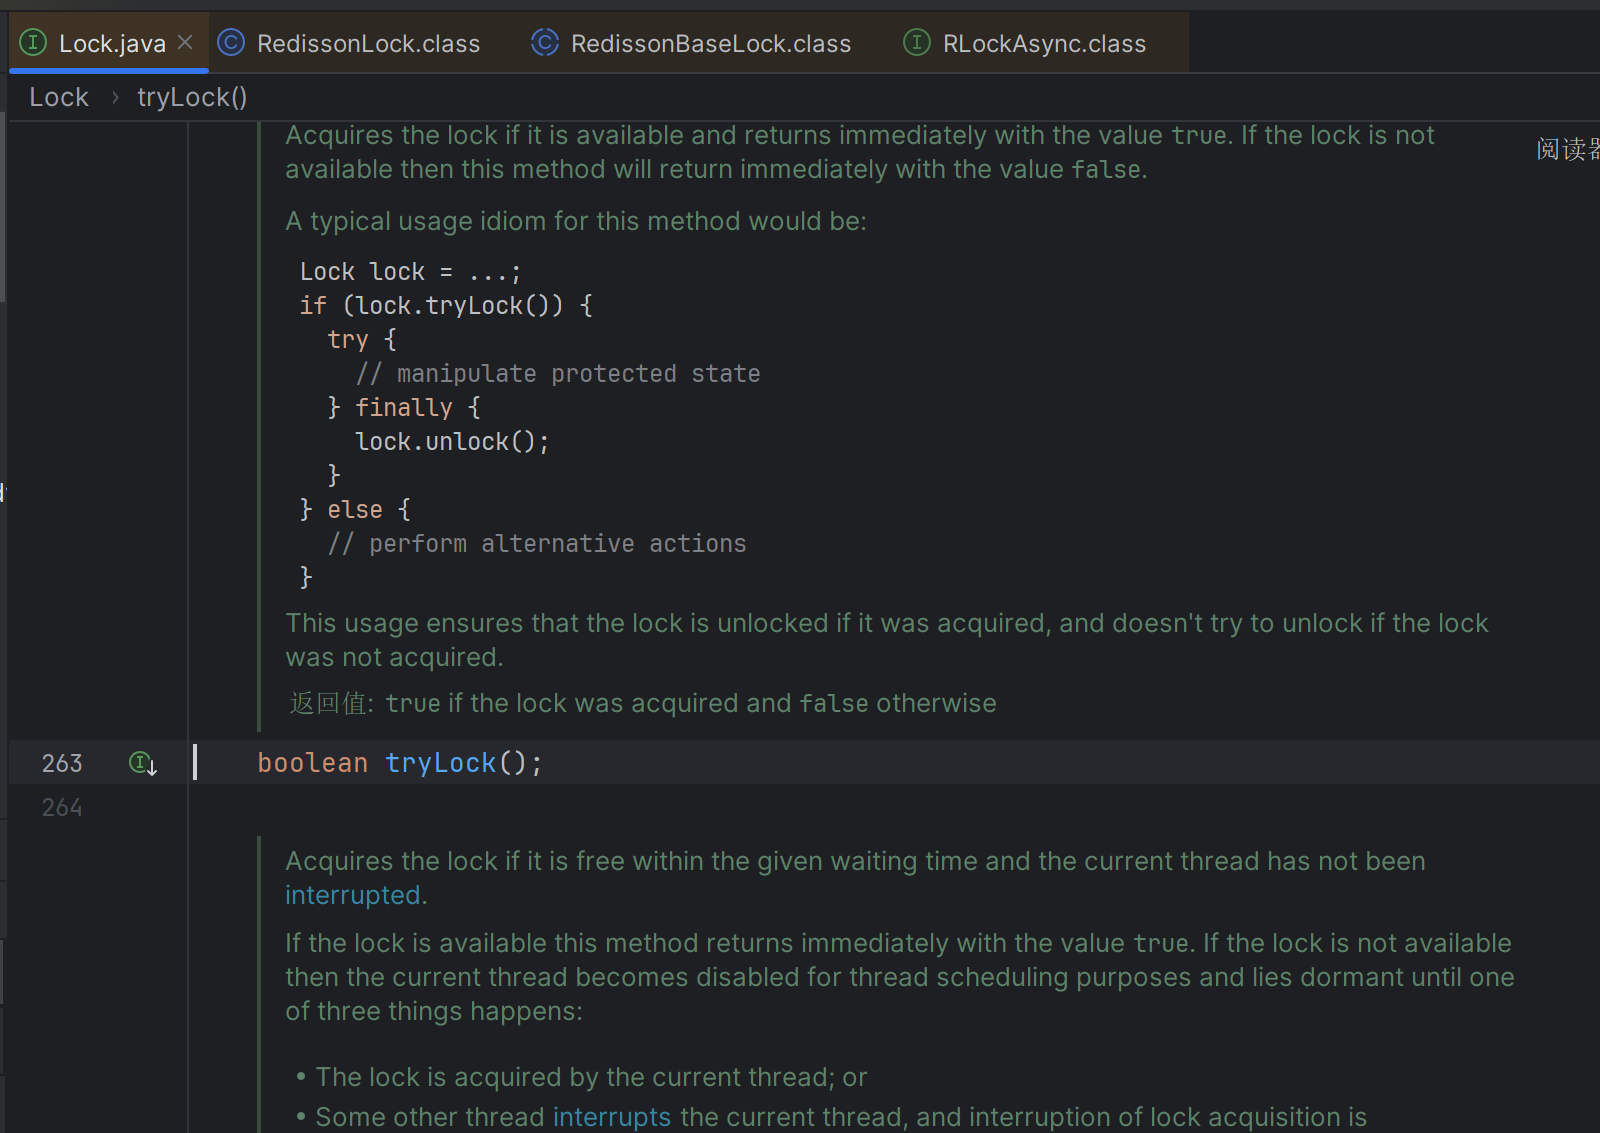 Lock.java RedissonLock.class RedissonBaseLock.class RLockAsync.class
Lock › tryLock()
Acquires the lock if it is available and returns immediately with the value true. If the lock is not
available then this method will return immediately with the value false.
阅读器
A typical usage idiom for this method would be:
Lock lock = ...;
if (lock.tryLock()) {
try {
// manipulate protected state
} finally {
lock.unlock();
}
} else {
// perform alternative actions
}
This usage ensures that the lock is unlocked if it was acquired, and doesn't try to unlock if the lock
was not acquired.
返回值: true if the lock was acquired and false otherwise
263 boolean tryLock();
264
Acquires the lock if it is free within the given waiting time and the current thread has not been
interrupted.
If the lock is available this method returns immediately with the value true. If the lock is not available
then the current thread becomes disabled for thread scheduling purposes and lies dormant until one
of three things happens:
• The lock is acquired by the current thread; or
• Some other thread interrupts the current thread, and interruption of lock acquisition is